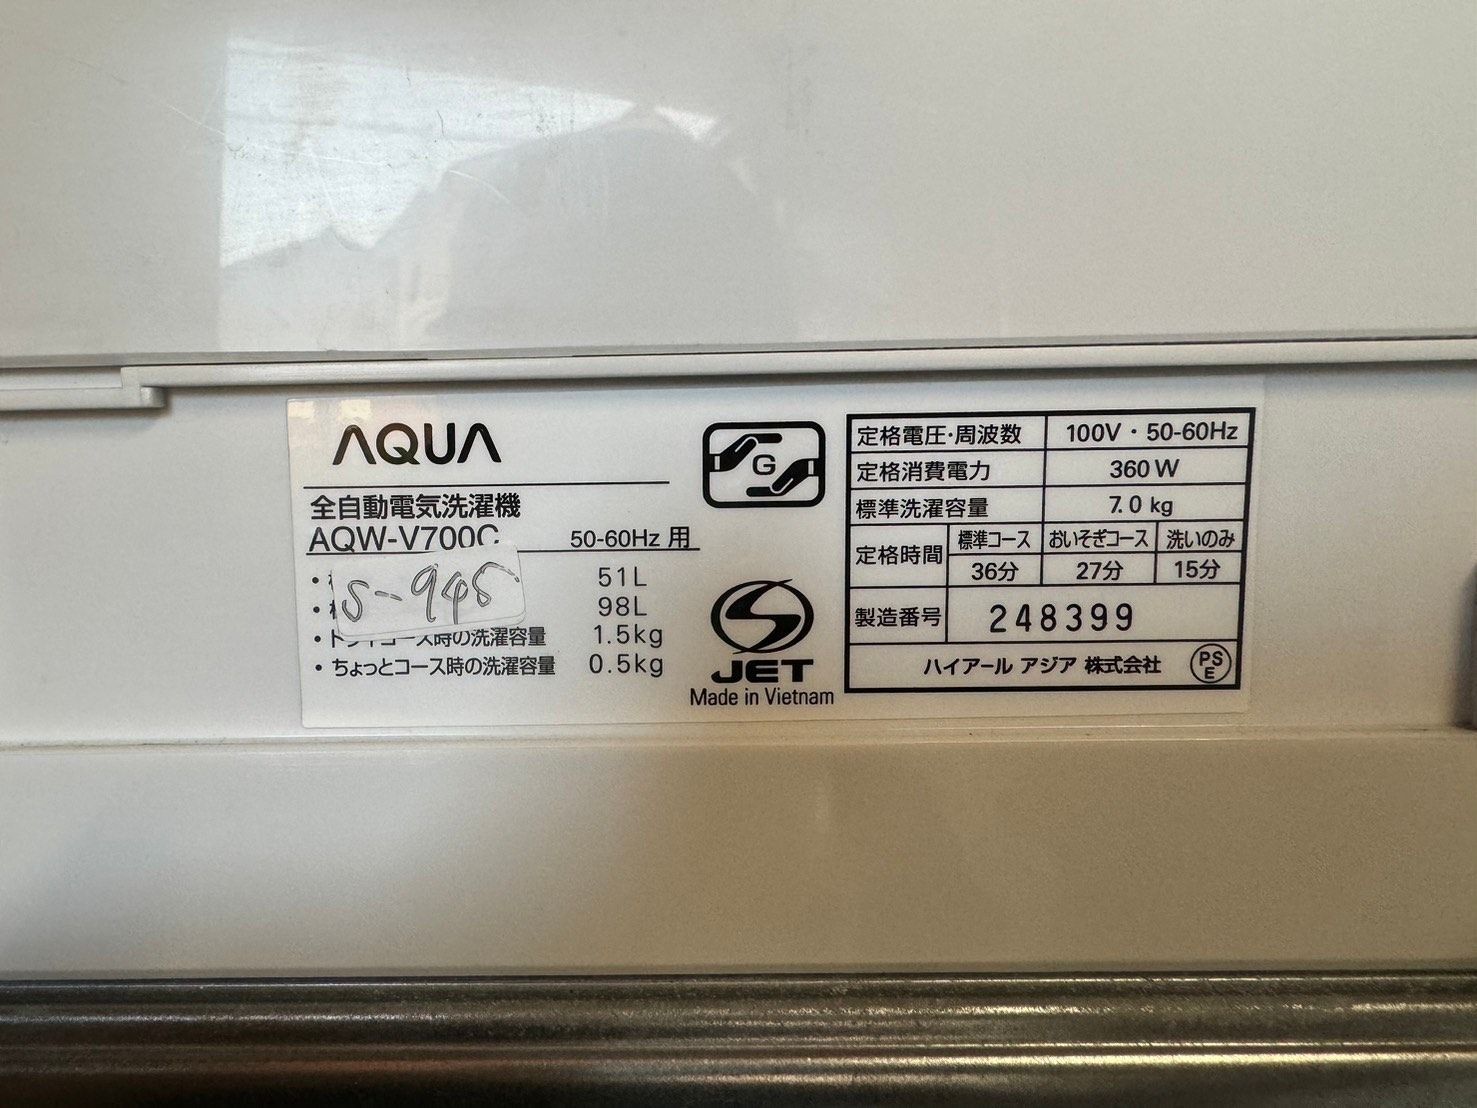 AQUA
全自動電気洗濯機
AQW-V700C 50-60Hz 用
・ 51L
・ 98L
・ドライコース時の洗濯容量 1.5kg
・ちょっとコース時の洗濯容量 0.5kg
S-945
G
JET
Made in Vietnam
定格電圧・周波数 100V・50-60Hz
定格消費電力 360W
標準洗濯容量 7.0 kg
定格時間 標準コース おいそぎコース 洗いのみ
36分 27分 15分
製造番号 248399
ハイアール アジア 株式会社 PSE